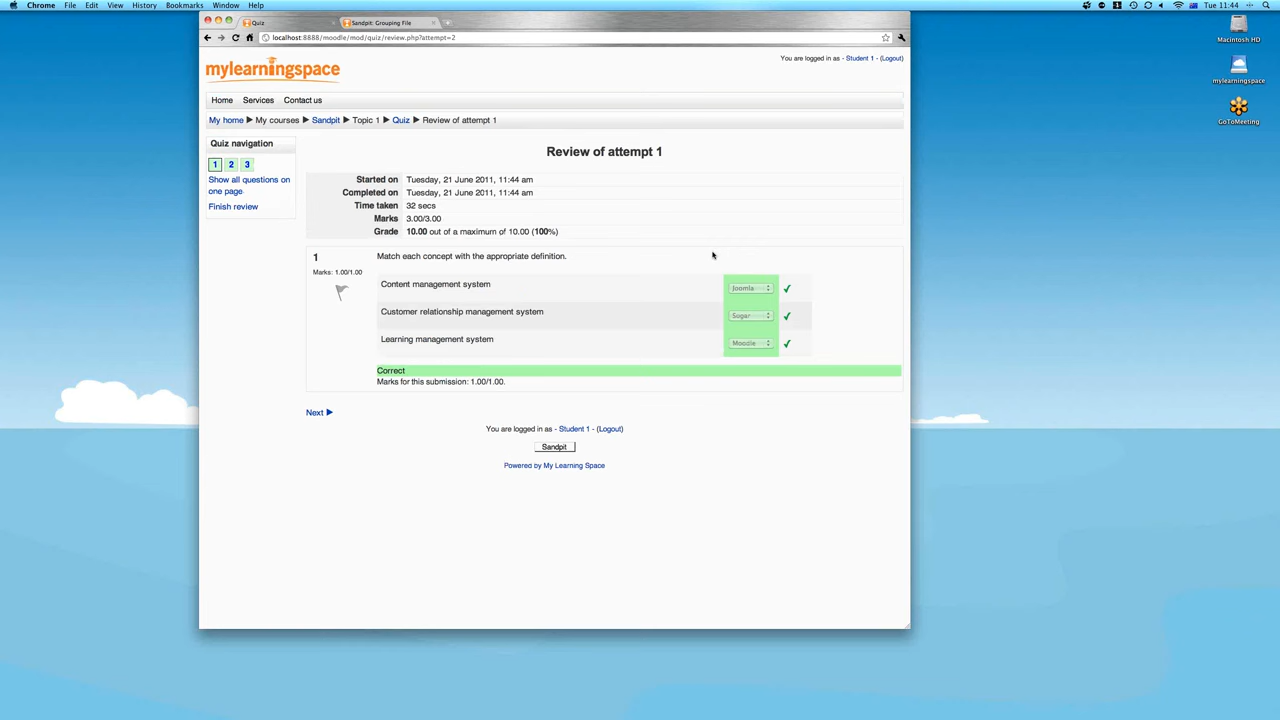 Chrome File Edit View History Bookmarks Window Help
Tue 11:44
Quiz
Sandpit: Grouping File
localhost:8888/moodle/mod/quiz/review.php?attempt=2
Macintosh HD
mylearningspace
GoToMeeting
mylearningspace
You are logged in as - Student 1 - (Logout)
Home Services Contact us
My home ▶ My courses ▶ Sandpit ▶ Topic 1 ▶ Quiz ▶ Review of attempt 1
Quiz navigation
1 2 3
Show all questions on
one page
Finish review
Review of attempt 1
Started on Tuesday, 21 June 2011, 11:44 am
Completed on Tuesday, 21 June 2011, 11:44 am
Time taken 32 secs
Marks 3.00/3.00
Grade 10.00 out of a maximum of 10.00 (100%)
1
Marks: 1.00/1.00
Match each concept with the appropriate definition.
Content management system Joomla
Customer relationship management system Sugar
Learning management system Moodle
Correct
Marks for this submission: 1.00/1.00.
Next ▶
You are logged in as - Student 1 - (Logout)
Sandpit
Powered by My Learning Space